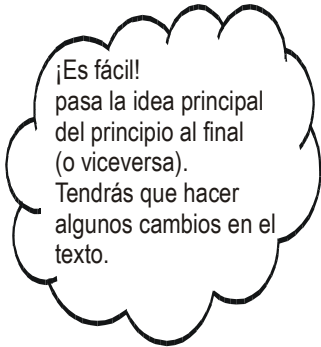 ¡Es fácil!
pasa la idea principal
del principio al final
(o viceversa).
Tendrás que hacer
algunos cambios en el
texto.